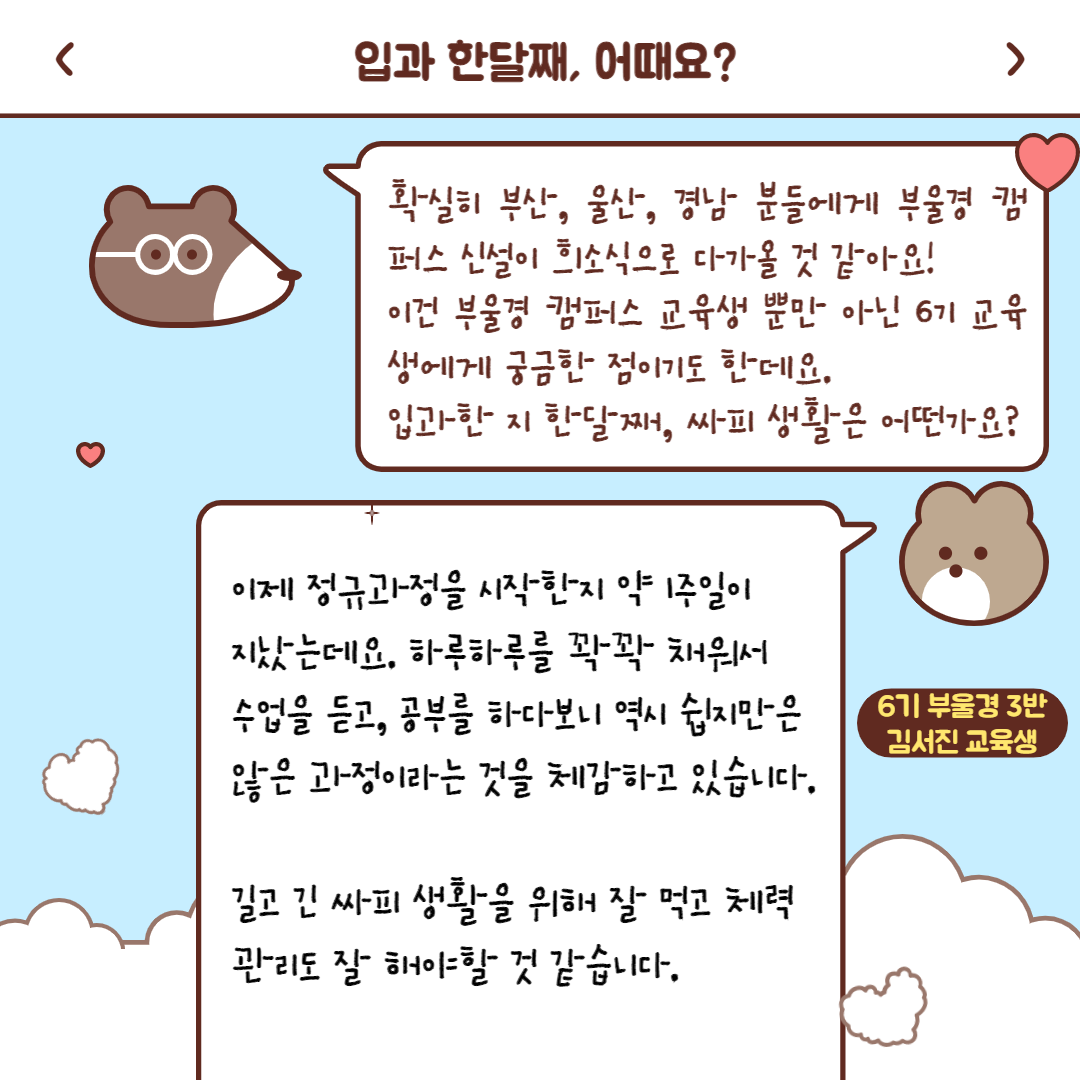 입과 한달째, 어때요?
확실히 부산, 울산, 경남 분들에게 부울경 캠
퍼스 신설이 희소식으로 다가올 것 같아요!
이건 부울경 캠퍼스 교육생 뿐만 아닌 6기 교육
생에게 궁금한 점이기도 한데요.
입과한 지 한달째, 싸피 생활은 어떤가요?
이제 정규과정을 시작한지 약 1주일이
지났는데요. 하루하루를 꽉꽉 채워서
수업을 듣고, 공부를 하다보니 역시 쉽지만은
않은 과정이라는 것을 체감하고 있습니다.
길고 긴 싸피 생활을 위해 잘 먹고 체력
관리도 잘 해야할 것 같습니다.
6기 부울경 3반
김서진 교육생